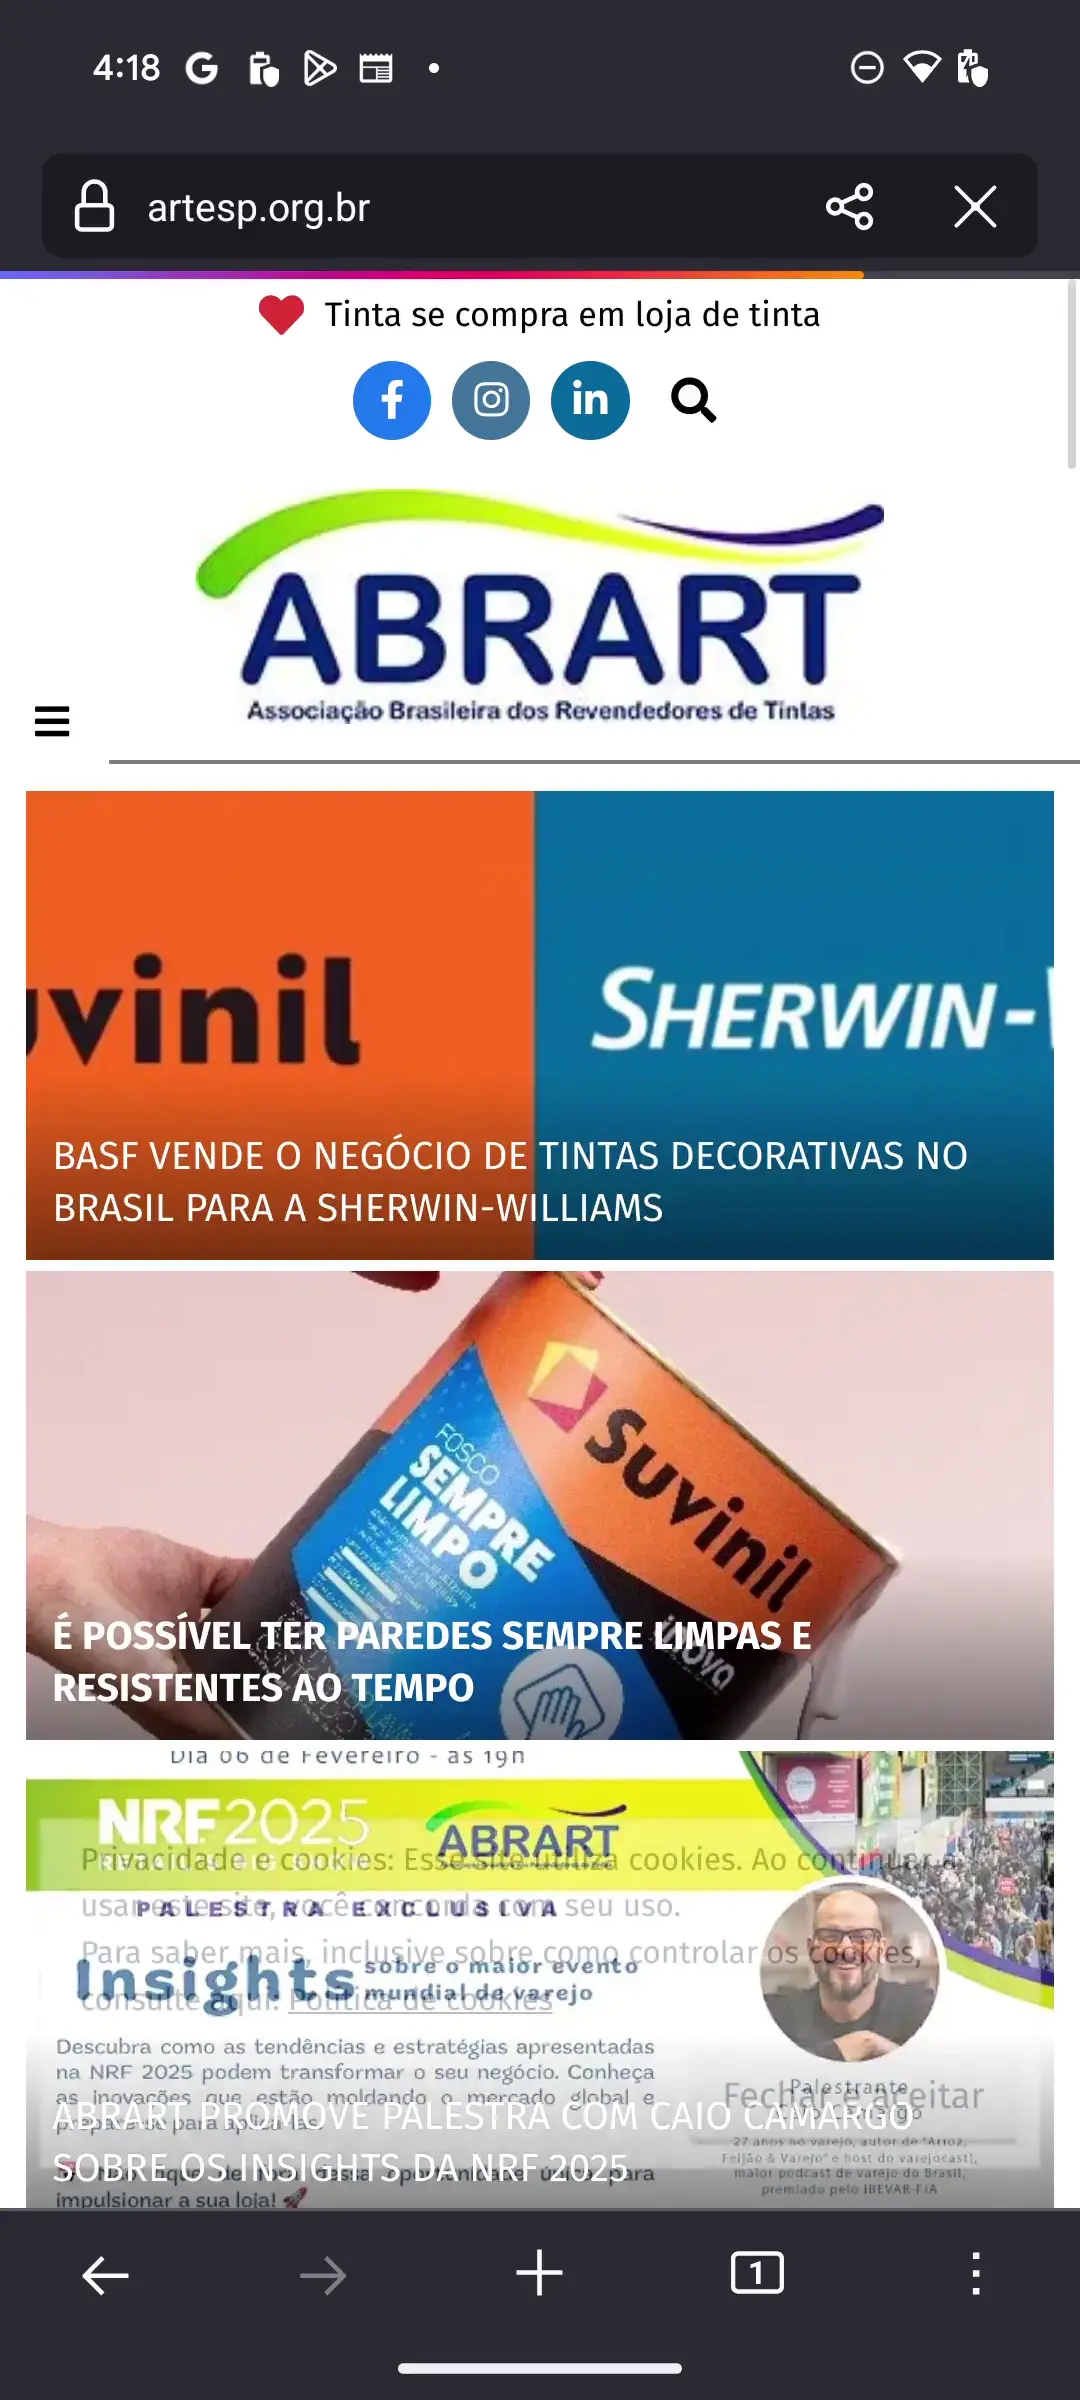 4:18
artesp.org.br
Tinta se compra em loja de tinta
ABRART
Associação Brasileira dos Revendedores de Tintas
uvinil
SHERWIN-
BASF VENDE O NEGÓCIO DE TINTAS DECORATIVAS NO
BRASIL PARA A SHERWIN-WILLIAMS
Suvinil
FOSCO
SEMPRE
LIMPO
É POSSÍVEL TER PAREDES SEMPRE LIMPAS E
RESISTENTES AO TEMPO
Dia 06 de Fevereiro - às 19h
NRF2025
ABRART
Privacidade e cookies: Esse site utiliza cookies. Ao continuar a
usar este site, você concorda com seu uso.
PALESTRA EXCLUSIVA
Para saber mais, inclusive sobre como controlar os cookies,
consulte aqui: Política de cookies
Insights sobre o maior evento
mundial de varejo
Descubra como as tendências e estratégias apresentadas
na NRF 2025 podem transformar o seu negócio. Conheça
as inovações que estão moldando o mercado global e
Fechar e aceitar
Palestrante
ABRART PROMOVE PALESTRA COM CAIO CAMARGO
SOBRE OS INSIGHTS DA NRF 2025
impulsionar a sua loja!
27 anos no varejo, autor de "Arroz,
Feijão & Varejo" e host do varejocast,
maior podcast de varejo do Brasil,
premiado pelo IBEVAR-FIA
1